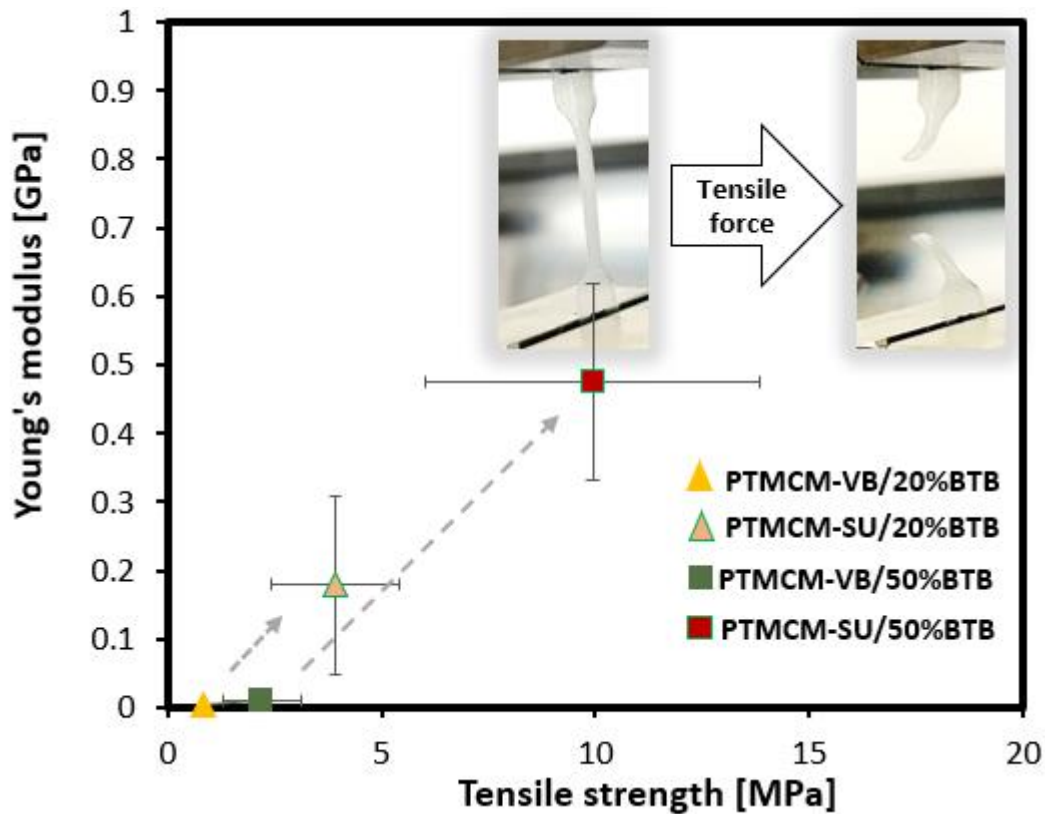 Young's modulus [GPa]
1
0.9
0.8
0.7
0.6
0.5
0.4
0.3
0.2
0.1
0
Tensile
force
PTMCM-VB/20%BTB
PTMCM-SU/20%BTB
PTMCM-VB/50%BTB
PTMCM-SU/50%BTB
0 5 10 15 20
Tensile strength [MPa]